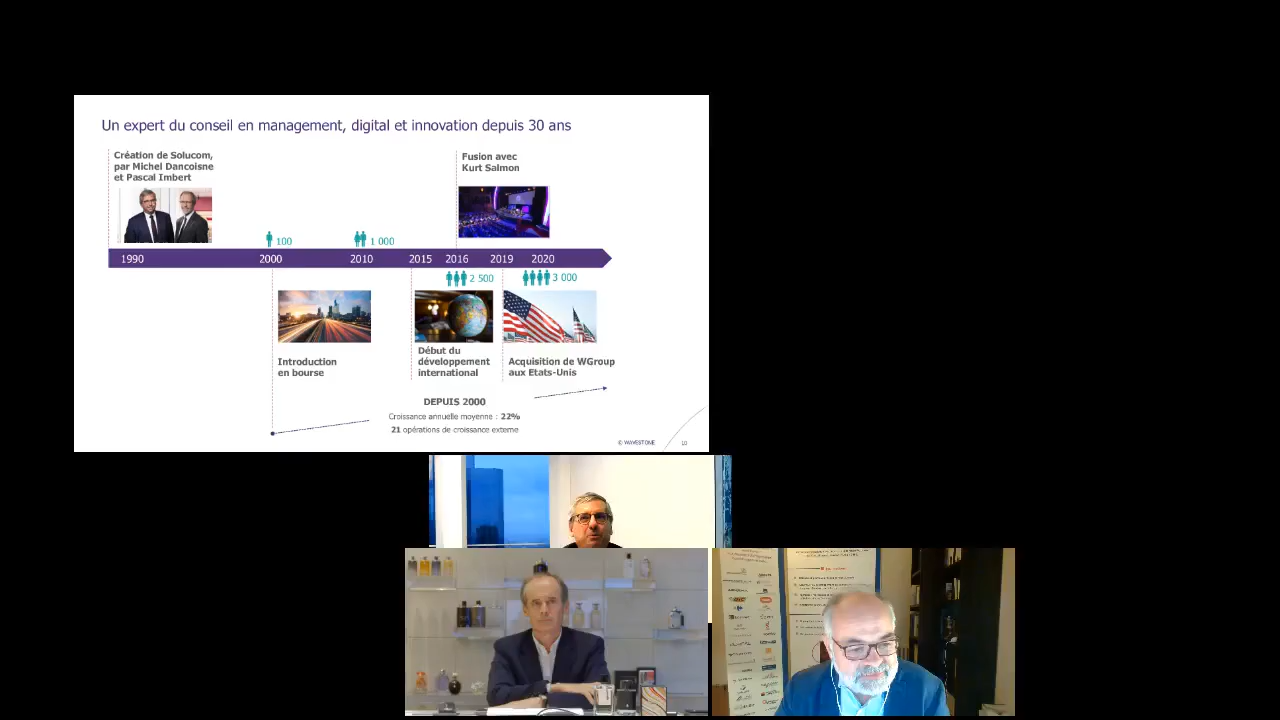 Un expert du conseil en management, digital et innovation depuis 30 ans
Création de Solucom,
par Michel Dancoisne
et Pascal Imbert
Fusion avec
Kurt Salmon
100
1 000
1990
2000
2010
2015
2016
2019
2020
2 500
3 000
Introduction
en bourse
Début du
développement
international
Acquisition de WGroup
aux Etats-Unis
DEPUIS 2000
Croissance annuelle moyenne : 22%
21 opérations de croissance externe
© WAVESTONE
10